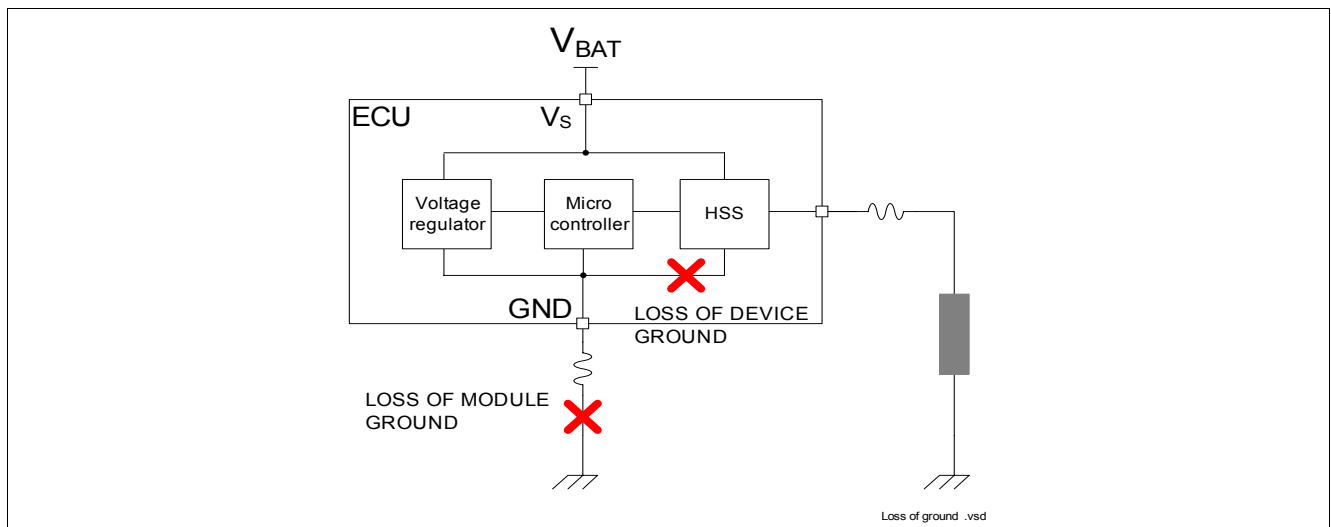 VBAT
ECU
VS
Voltage
regulator
Micro
controller
HSS
GND
LOSS OF DEVICE
GROUND
LOSS OF MODULE
GROUND
Loss of ground .vsd